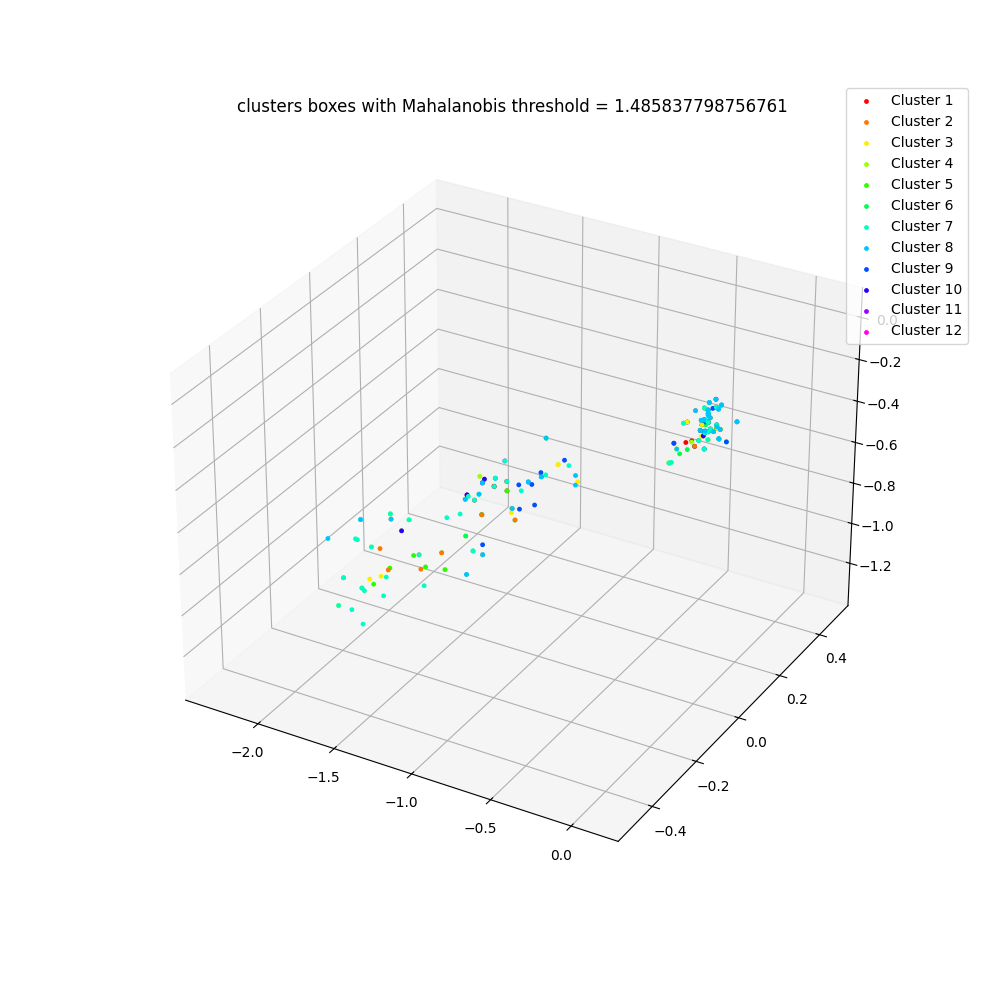 clusters boxes with Mahalanobis threshold = 1.485837798756761
Cluster 1
Cluster 2
Cluster 3
Cluster 4
Cluster 5
Cluster 6
Cluster 7
Cluster 8
Cluster 9
Cluster 10
Cluster 11
Cluster 12
0.0
−0.2
−0.4
−0.6
−0.8
−1.0
−1.2
0.4
0.2
0.0
−0.2
−0.4
−2.0
−1.5
−1.0
−0.5
0.0